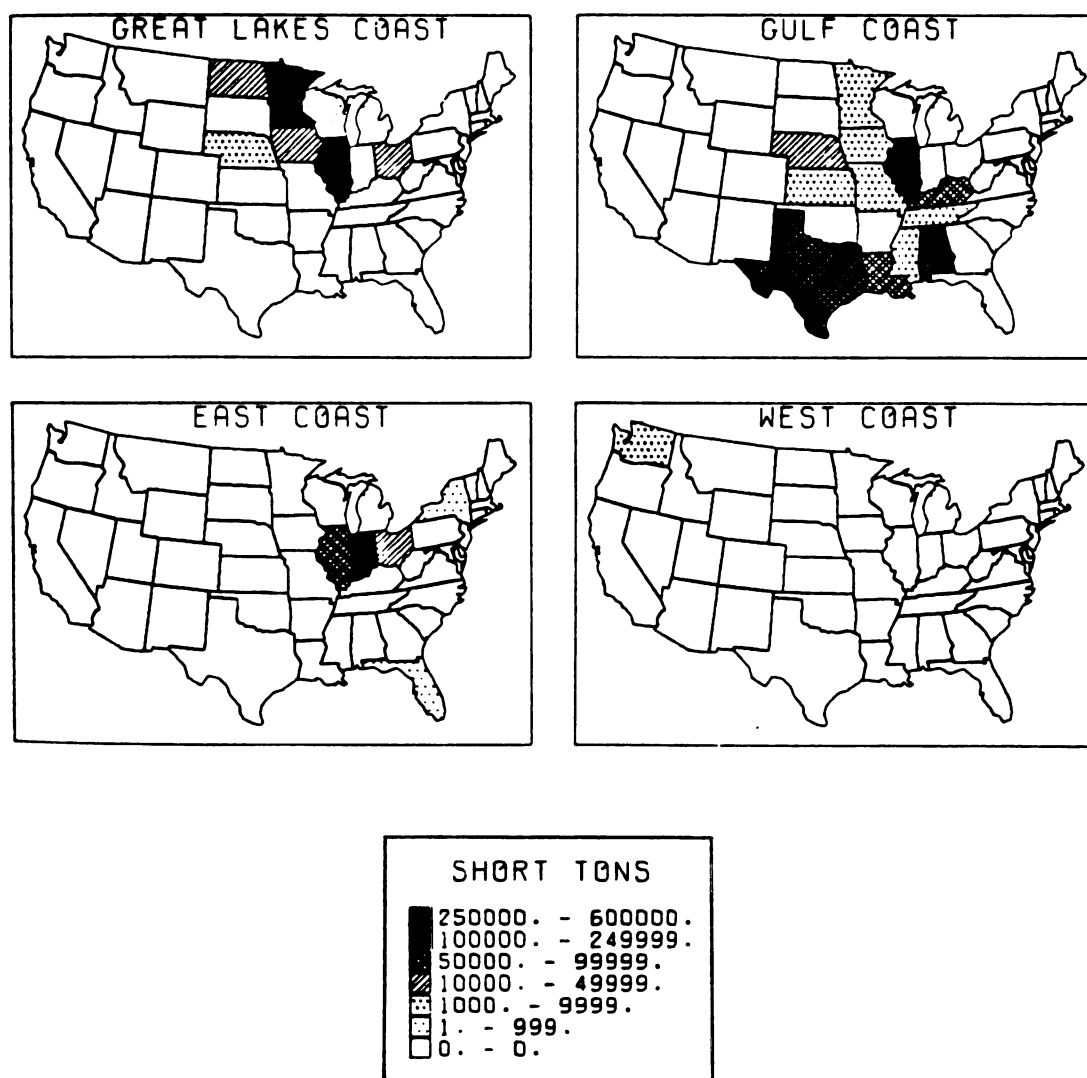 GREAT LAKES COAST
GULF COAST
EAST COAST
WEST COAST
SHORT TONS
250000. - 600000.
100000. - 249999.
50000. - 99999.
10000. - 49999.
1000. - 9999.
1. - 999.
0. - 0.